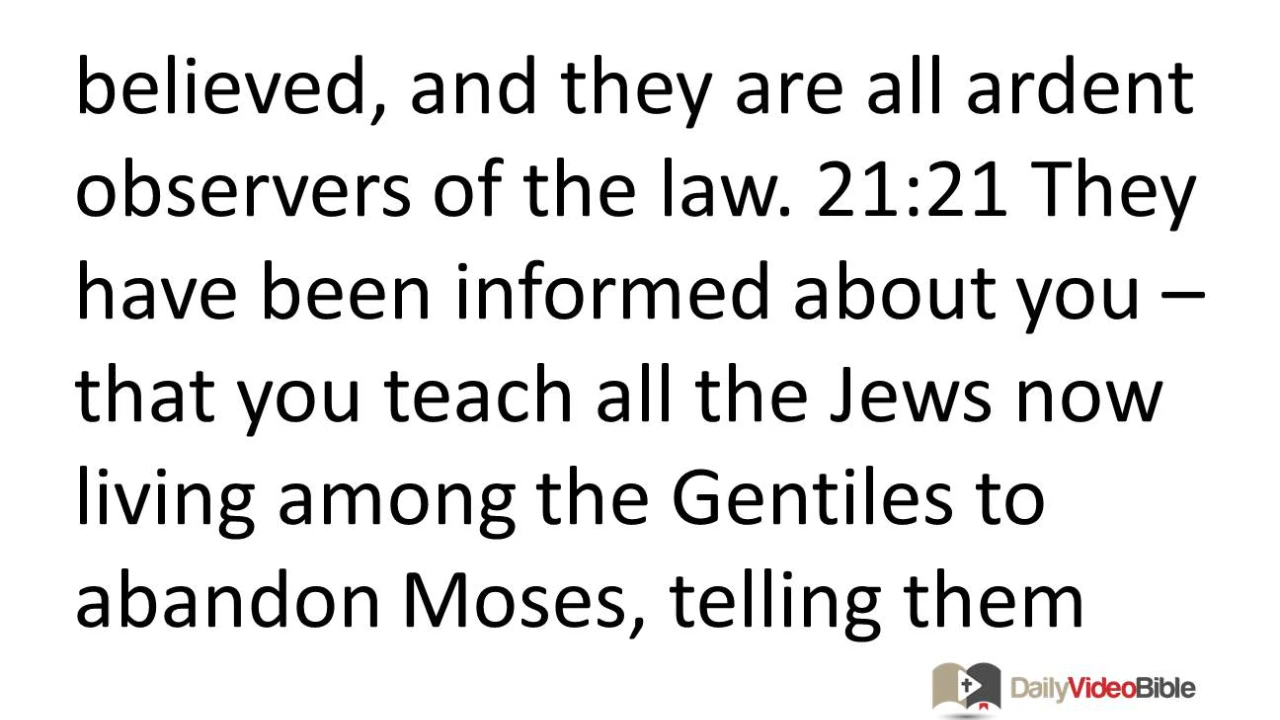 believed, and they are all ardent
observers of the law. 21:21 They
have been informed about you –
that you teach all the Jews now
living among the Gentiles to
abandon Moses, telling them
DailyVideoBible